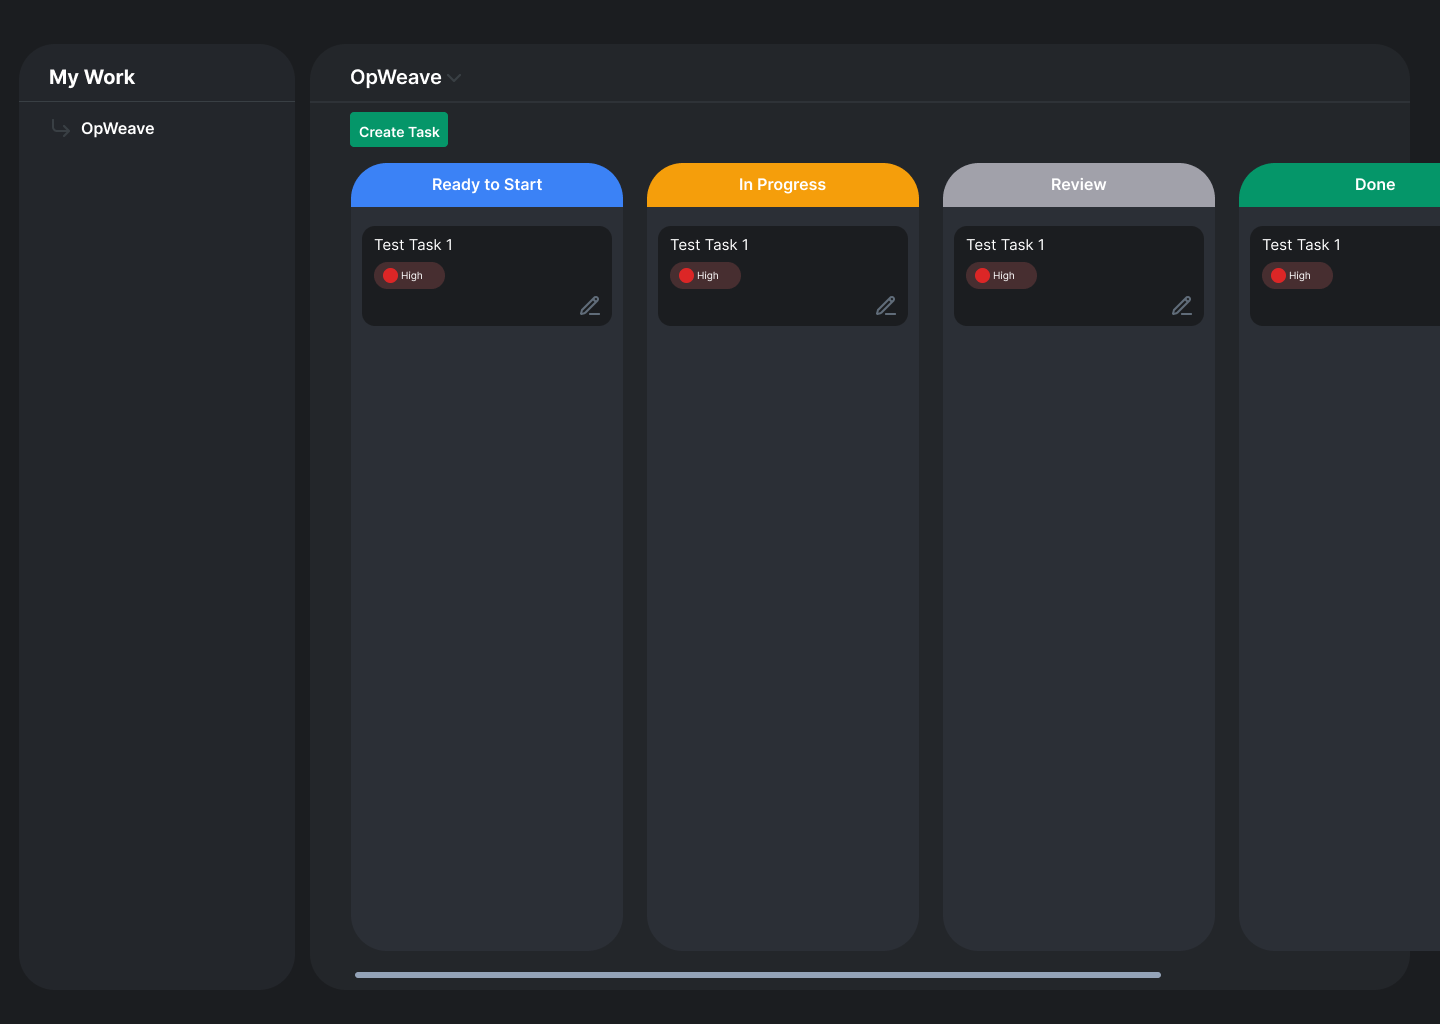 My Work
OpWeave
OpWeave
Create Task
Ready to Start
Test Task 1
High
In Progress
Test Task 1
High
Review
Test Task 1
High
Done
Test Task 1
High